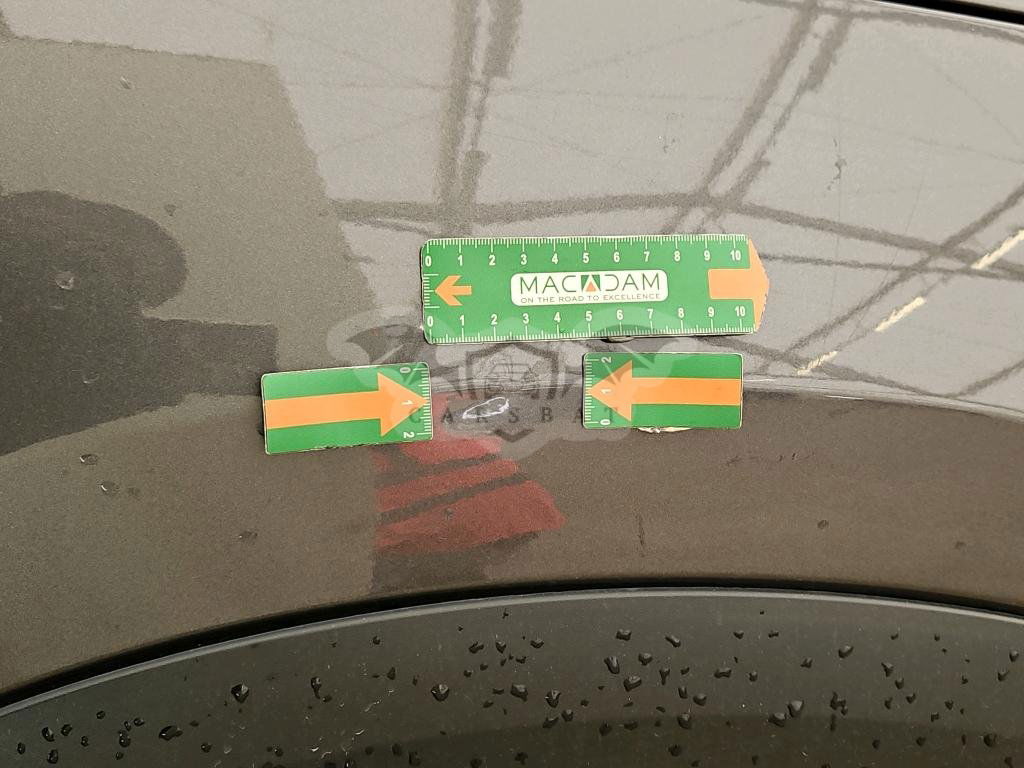 0 1 2 3 4 5 6 7 8 9 10
MACADAM
ON THE ROAD TO EXCELLENCE
0 1 2 3 4 5 6 7 8 9 10
0 1 2
2 1 0
CARSBAT